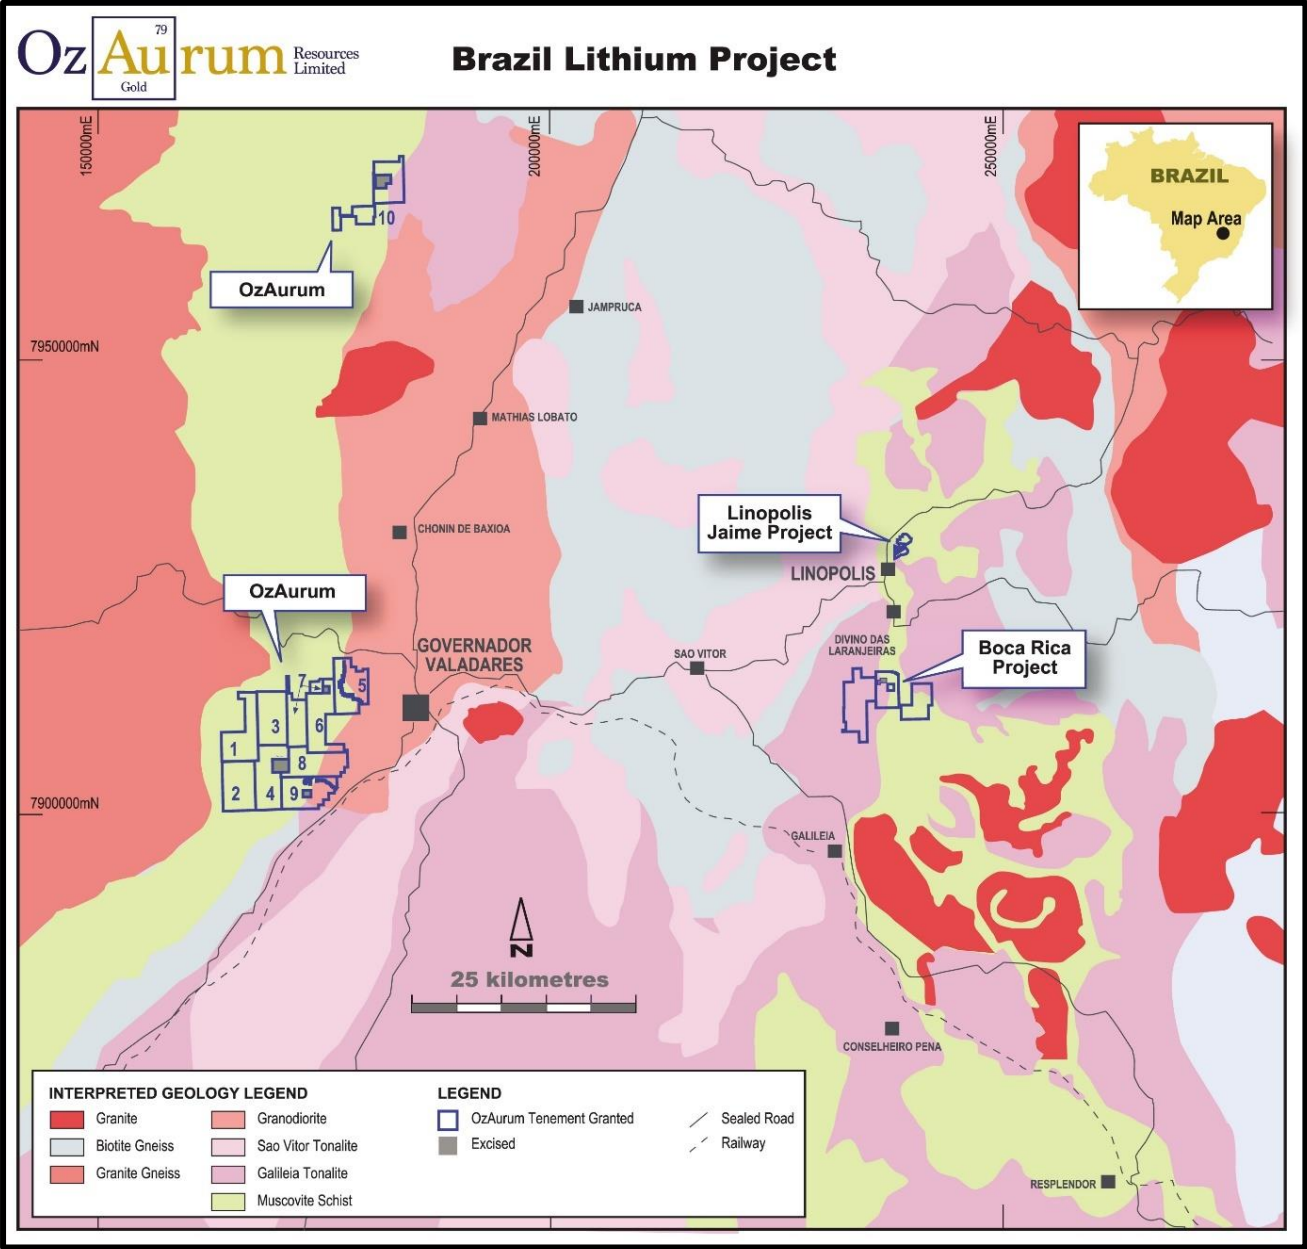 79
OzAurum Resources
Limited
Gold
Brazil Lithium Project
150000mE
200000mE
250000mE
BRAZIL
Map Area
10
OzAurum
JAMPRUCA
7950000mN
MATHIAS LOBATO
Linopolis
Jaime Project
CHONIN DE BAXIOA
LINOPOLIS
OzAurum
DIVINO DAS
LARANJEIRAS
GOVERNADOR
VALADARES
SAO VITOR
Boca Rica
Project
7
5
3
6
1
8
2
4
9
7900000mN
GALILEIA
N
25 kilometres
CONSELHEIRO PENA
INTERPRETED GEOLOGY LEGEND
Granite
Biotite Gneiss
Granite Gneiss
Granodiorite
Sao Vitor Tonalite
Galileia Tonalite
Muscovite Schist
LEGEND
OzAurum Tenement Granted
Excised
Sealed Road
Railway
RESPLENDOR